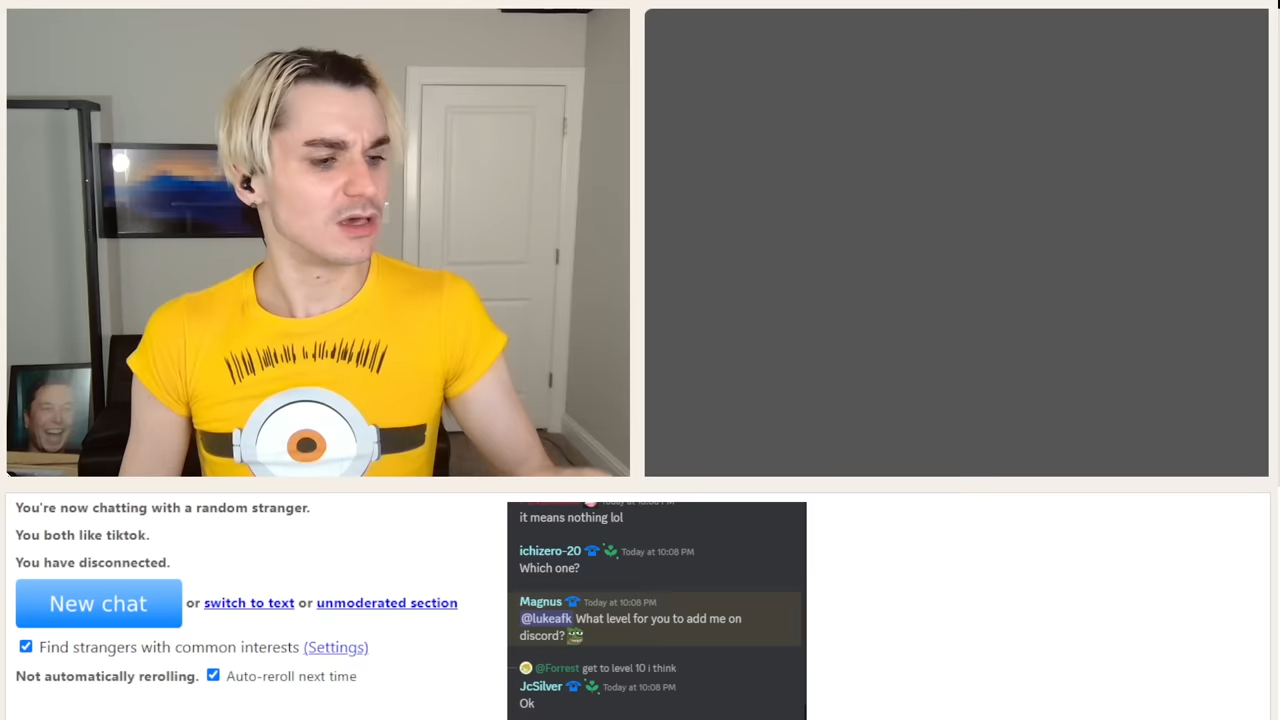 You're now chatting with a random stranger.
You both like tiktok.
You have disconnected.
New chat or switch to text or unmoderated section
Find strangers with common interests (Settings)
Not automatically rerolling. Auto-reroll next time
it means nothing lol
ichizero-20 Today at 10:08 PM
Which one?
Magnus Today at 10:08 PM
@lukeafk What level for you to add me on
discord?
@Forrest get to level 10 i think
JcSilver Today at 10:08 PM
Ok